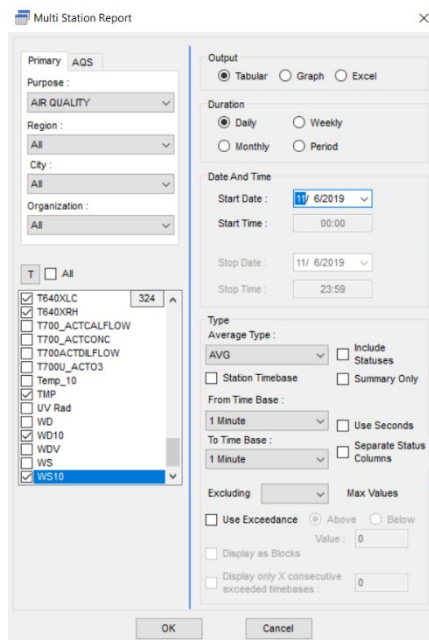 Multi Station Report
Primary AQS
Purpose :
AIR QUALITY
Region :
All
City :
All
Organization :
All
T All
T640XLC 324
T640XRH
T700_ACTCALFLOW
T700_ACTCONC
T700ACTDILFLOW
T700U_ACTO3
Temp_10
TMP
UV Rad
WD
WD10
WDV
WS
WS10
Output
Tabular Graph Excel
Duration
Daily Weekly
Monthly Period
Date And Time
Start Date : 11/ 6/2019
Start Time : 00:00
Stop Date : 11/ 6/2019
Stop Time : 23:59
Type
Average Type :
AVG
Include
Statuses
Station Timebase Summary Only
From Time Base :
1 Minute Use Seconds
To Time Base :
1 Minute
Separate Status
Columns
Excluding Max Values
Use Exceedance Above Below
Value : 0
Display as Blocks
Display only X consecutive
exceeded timebases : 0
OK Cancel